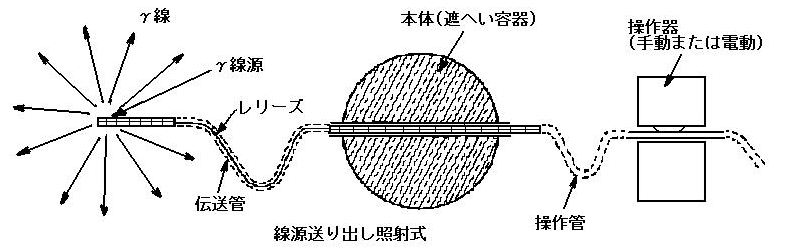 γ線
γ線源
レリーズ
伝送管
本体(遮へい容器)
操作器
(手動または電動)
操作管
線源送り出し照射式